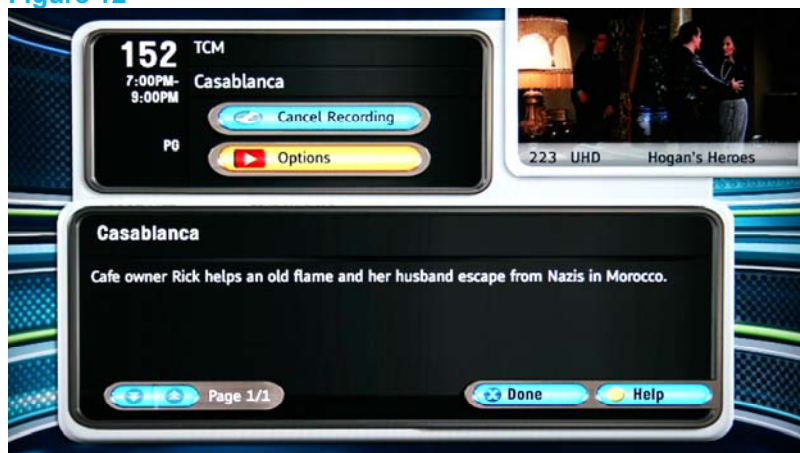 Figure 12
152 TCM
7:00PM- Casablanca
9:00PM
Cancel Recording
PG
Options
223 UHD Hogan's Heroes
Casablanca
Cafe owner Rick helps an old flame and her husband escape from Nazis in Morocco.
Page 1/1
Done
Help